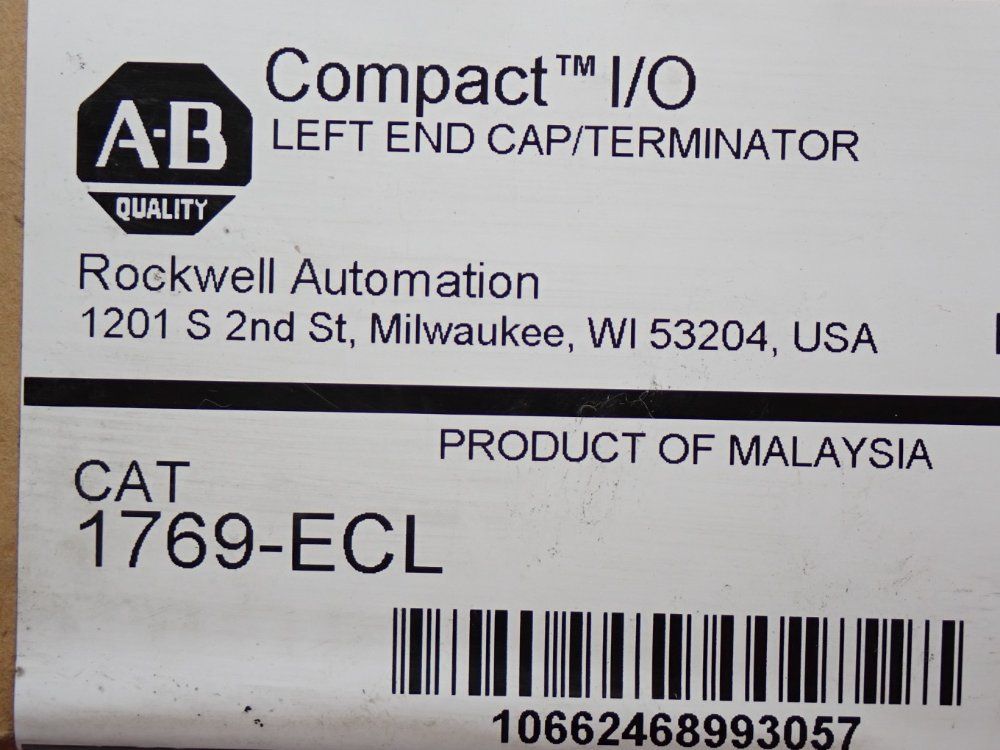 A-B
QUALITY
Compact™ I/O
LEFT END CAP/TERMINATOR
Rockwell Automation
1201 S 2nd St, Milwaukee, WI 53204, USA
PRODUCT OF MALAYSIA
CAT
1769-ECL
10662468993057